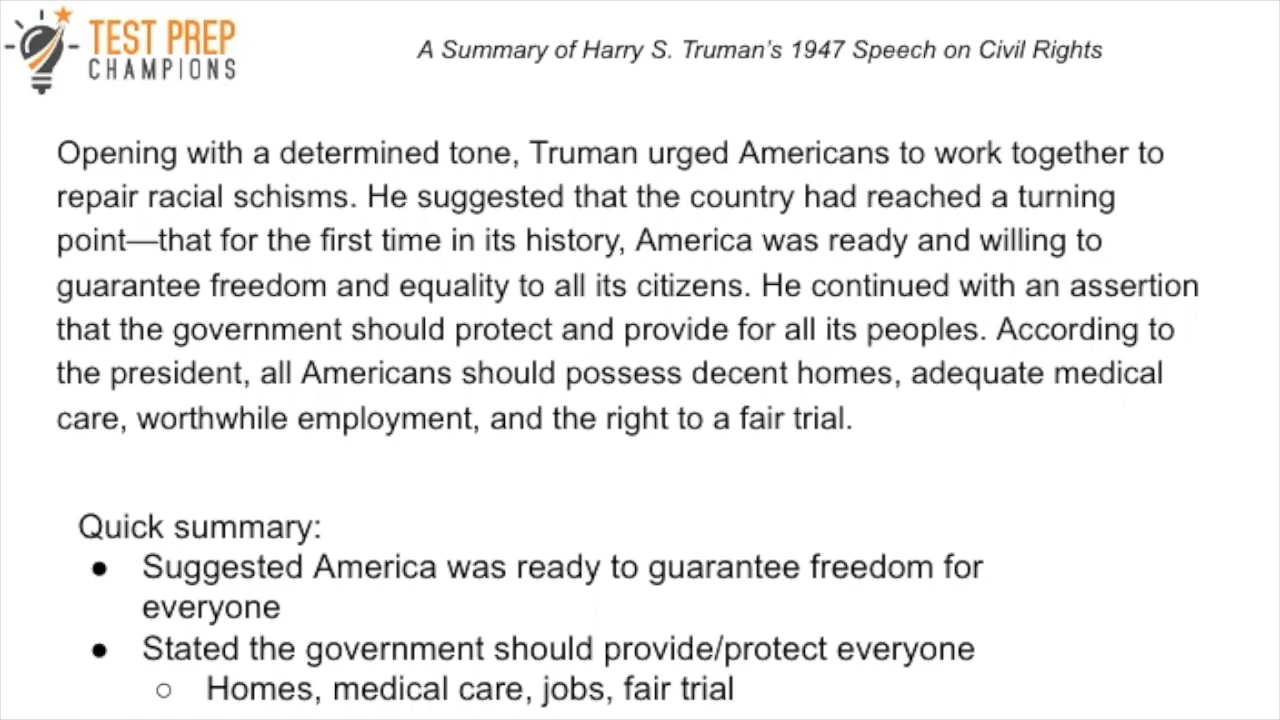 TEST PREP
CHAMPIONS
A Summary of Harry S. Truman’s 1947 Speech on Civil Rights
Opening with a determined tone, Truman urged Americans to work together to
repair racial schisms. He suggested that the country had reached a turning
point—that for the first time in its history, America was ready and willing to
guarantee freedom and equality to all its citizens. He continued with an assertion
that the government should protect and provide for all its peoples. According to
the president, all Americans should possess decent homes, adequate medical
care, worthwhile employment, and the right to a fair trial.
Quick summary:
● Suggested America was ready to guarantee freedom for
everyone
● Stated the government should provide/protect everyone
○ Homes, medical care, jobs, fair trial